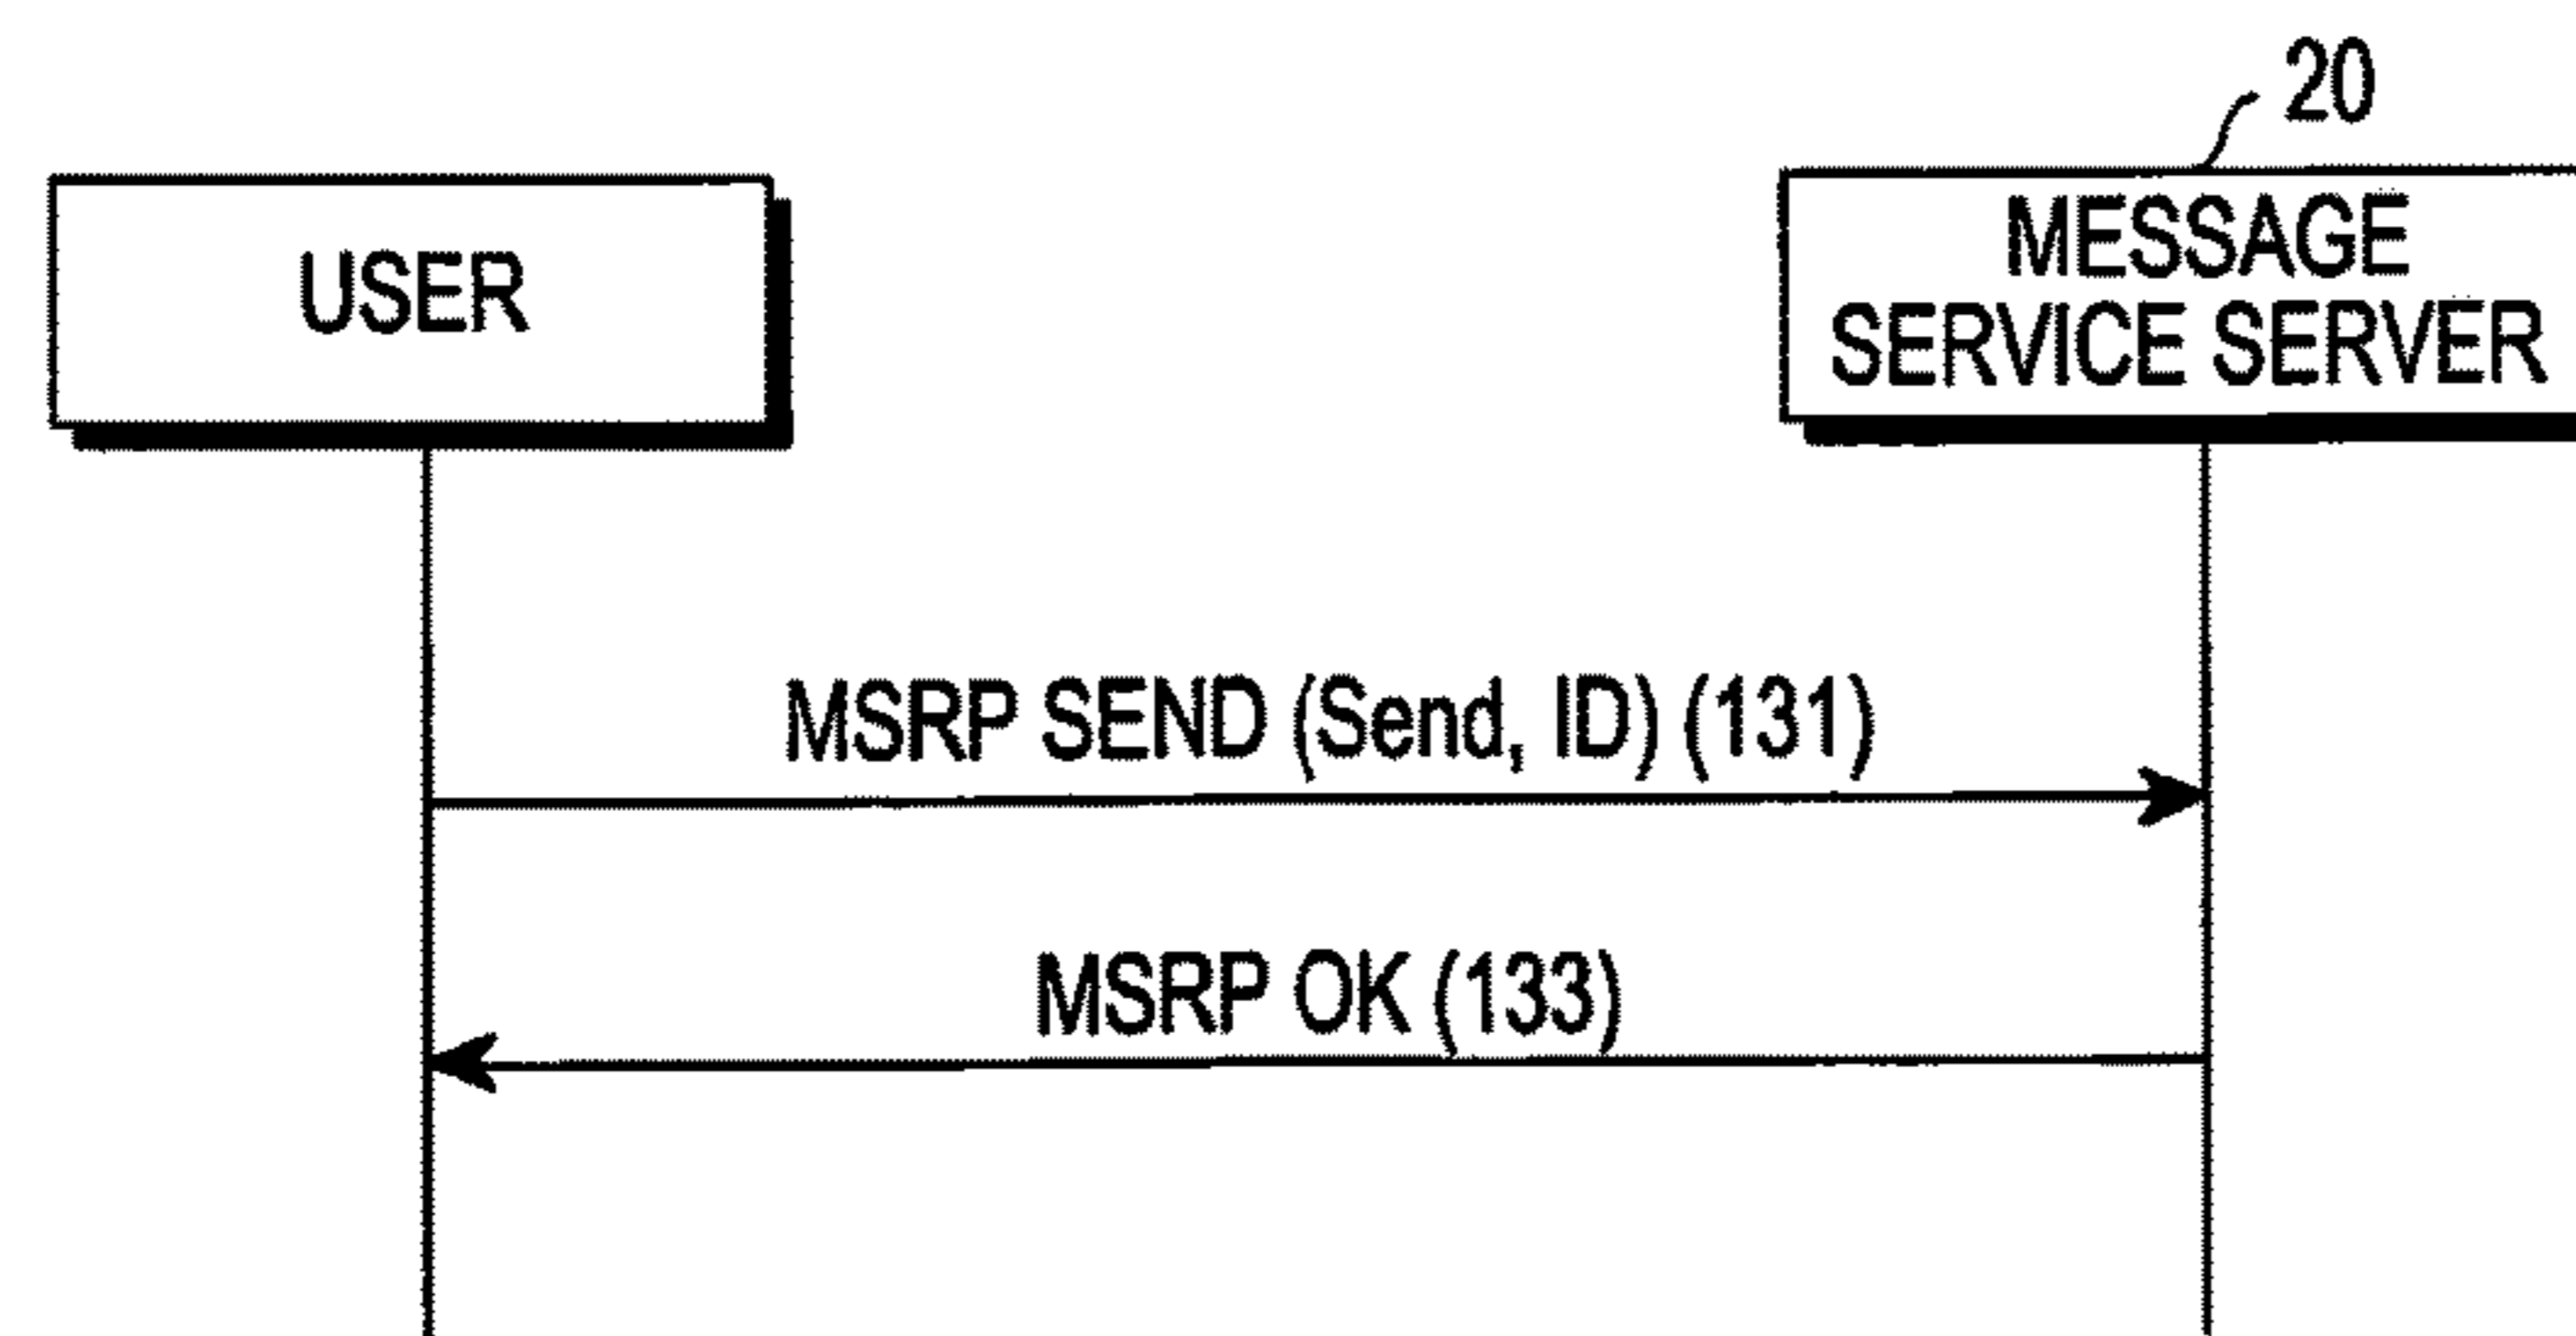 20
USER
MESSAGE
SERVICE SERVER
MSRP SEND (Send, ID) (131)
MSRP OK (133)